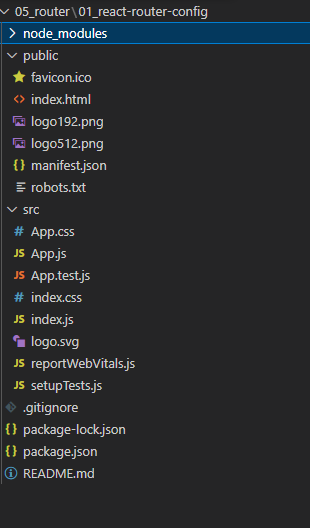 05_router\01_react-router-config
node_modules
public
favicon.ico
index.html
logo192.png
logo512.png
manifest.json
robots.txt
src
App.css
App.js
App.test.js
index.css
index.js
logo.svg
reportWebVitals.js
setupTests.js
.gitignore
package-lock.json
package.json
README.md